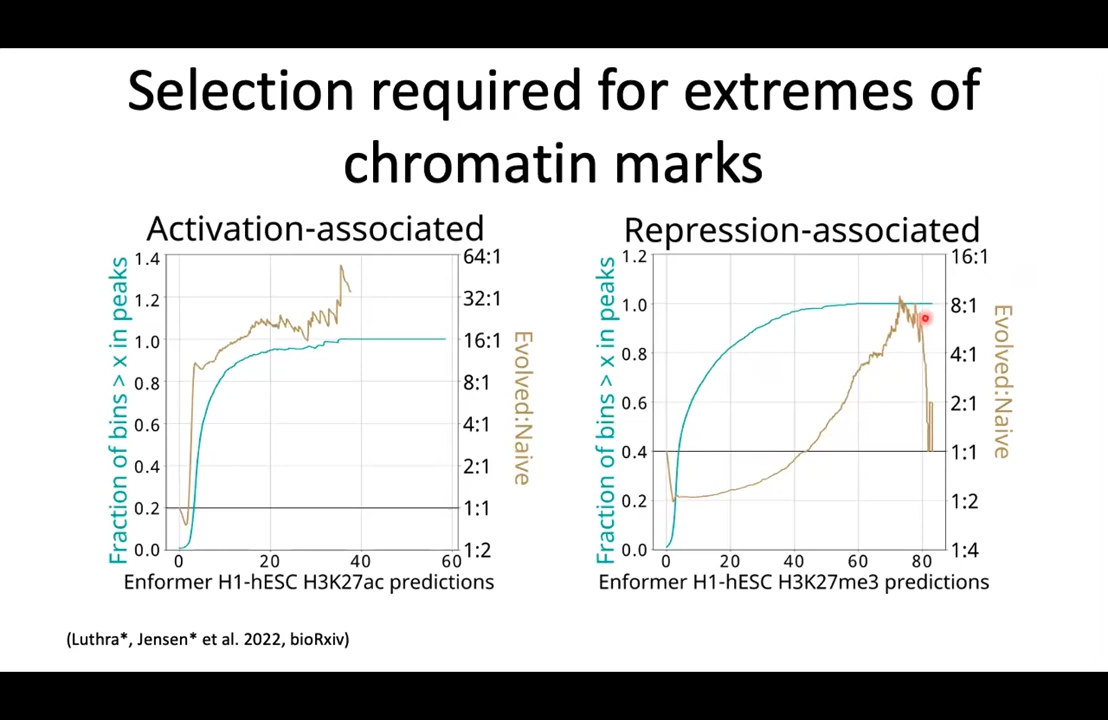 Selection required for extremes of
chromatin marks
Activation-associated
Fraction of bins > x in peaks
1.4
1.2
1.0
0.8
0.6
0.4
0.2
0.0
64:1
32:1
16:1
8:1
4:1
2:1
1:1
1:2
Evolved:Naive
0 20 40 60
Enformer H1-hESC H3K27ac predictions
Repression-associated
Fraction of bins > x in peaks
1.2
1.0
0.8
0.6
0.4
0.2
0.0
16:1
8:1
4:1
2:1
1:1
1:2
1:4
Evolved:Naive
0 20 40 60 80
Enformer H1-hESC H3K27me3 predictions
(Luthra*, Jensen* et al. 2022, bioRxiv)